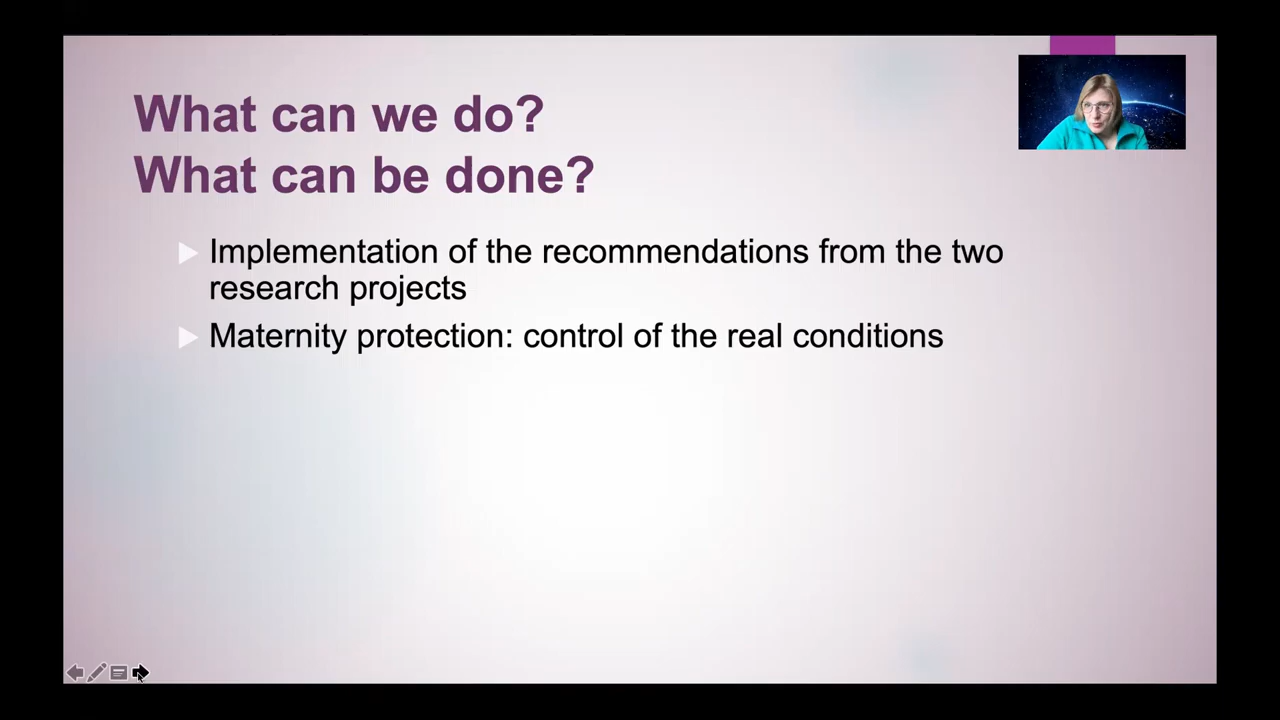 What can we do?
What can be done?
Implementation of the recommendations from the two
research projects
Maternity protection: control of the real conditions